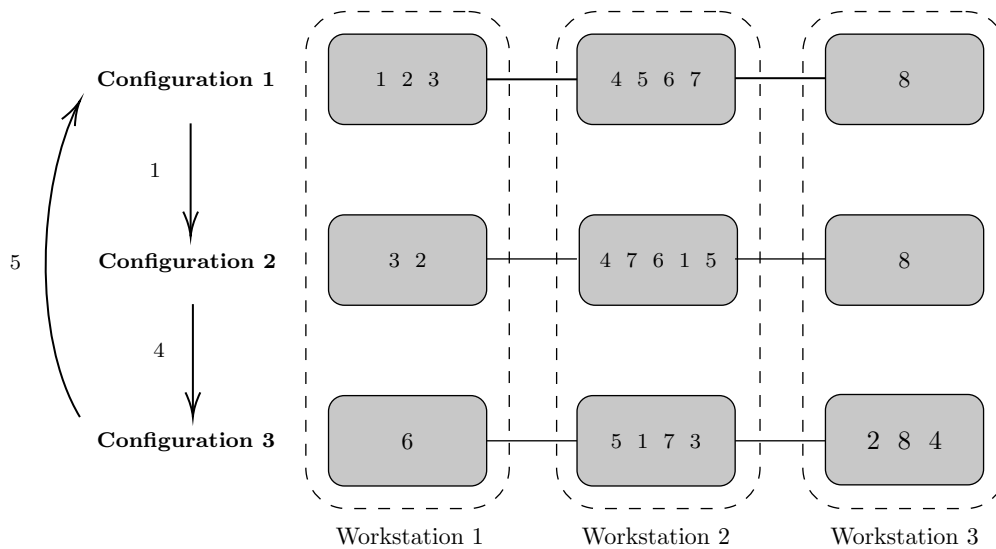 Configuration 1
1 2 3
4 5 6 7
8
1
5
Configuration 2
3 2
4 7 6 1 5
8
4
Configuration 3
6
5 1 7 3
2 8 4
Workstation 1
Workstation 2
Workstation 3